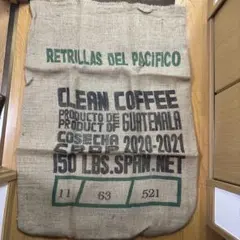 RETRILLAS DEL PACIFICO
CLEAN COFFEE
PRODUCTO DE
PRODUCT OF GUATEMALA
COSECHA
CROP 2020-2021
150 LBS.SPAN.NET
11 63 521